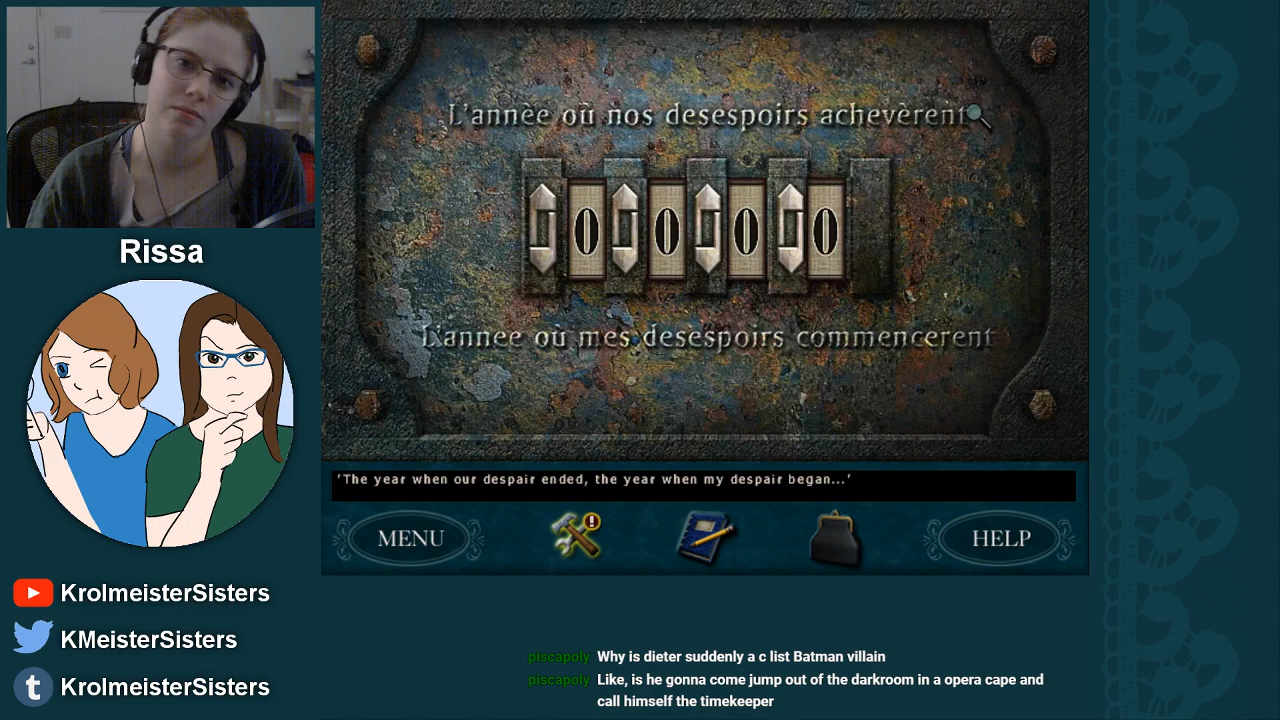 L'annèe où nos desespoirs achevèrent
0 0 0 0
L'annee où mes desespoirs commencerent
'The year when our despair ended, the year when my despair began...'
MENU
HELP
Rissa
KrolmeisterSisters
KMeisterSisters
t KrolmeisterSisters
piscapoly Why is dieter suddenly a c list Batman villain
piscapoly Like, is he gonna come jump out of the darkroom in a opera cape and
call himself the timekeeper